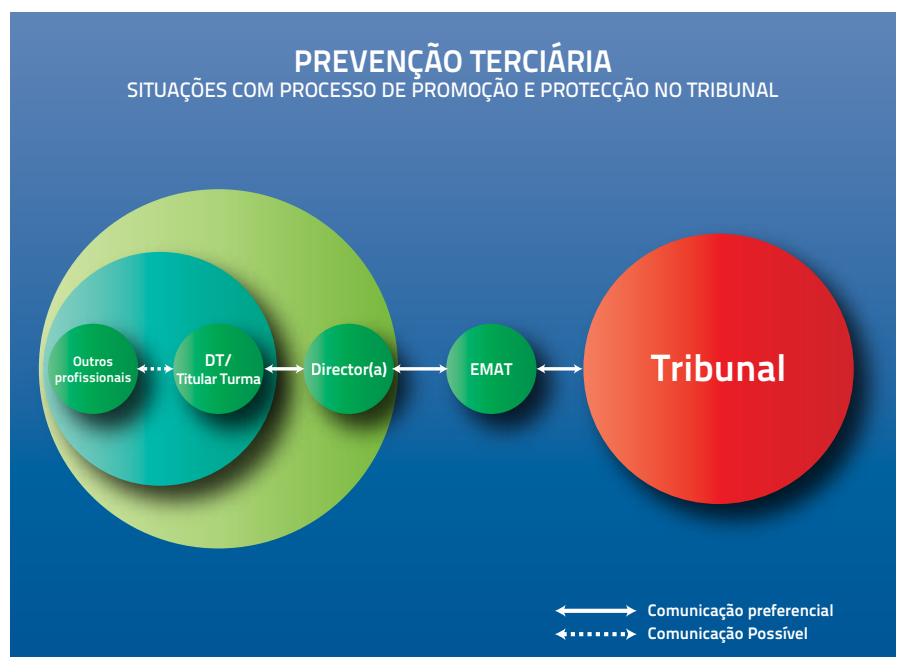 PREVENÇÃO TERCIÁRIA
SITUAÇÕES COM PROCESSO DE PROMOÇÃO E PROTECÇÃO NO TRIBUNAL
Outros
profissionais
DT/
Titular Turma
Director(a)
EMAT
Tribunal
Comunicação preferencial
Comunicação Possível